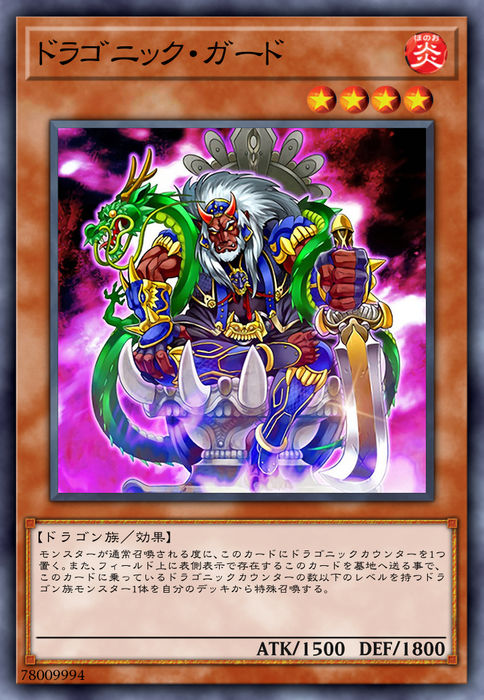 ドラゴニック・ガード
ほのお
炎
【ドラゴン族／効果】
モンスターが通常召喚される度に、このカードにドラゴニックカウンターを1つ
置く。また、フィールド上に表側表示で存在するこのカードを墓地へ送る事で、
このカードに乗っているドラゴニックカウンターの数以下のレベルを持つドラゴ
ン族モンスター1体を自分のデッキから特殊召喚する。
ATK/1500 DEF/1800
78009994